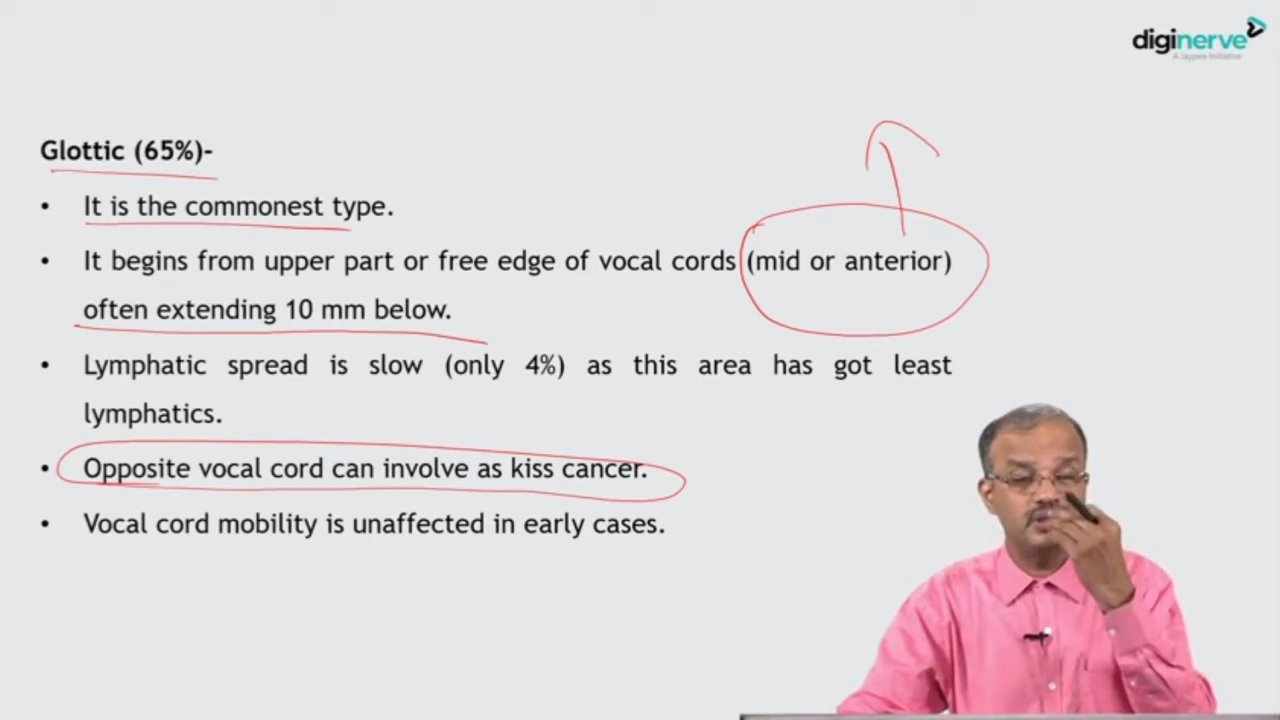 diginerve
A Jaypee Initiative
Glottic (65%)-
• It is the commonest type.
• It begins from upper part or free edge of vocal cords (mid or anterior)
often extending 10 mm below.
• Lymphatic spread is slow (only 4%) as this area has got least
lymphatics.
• Opposite vocal cord can involve as kiss cancer.
• Vocal cord mobility is unaffected in early cases.